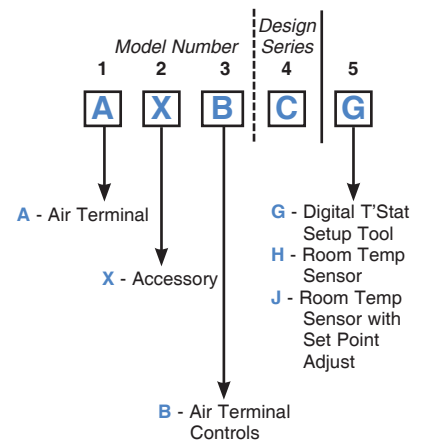 Design
Model Number Series
1 2 3 4 5
A X B C G
A - Air Terminal
G - Digital T'Stat
Setup Tool
H - Room Temp
Sensor
J - Room Temp
Sensor with
Set Point
Adjust
X - Accessory
B - Air Terminal
Controls